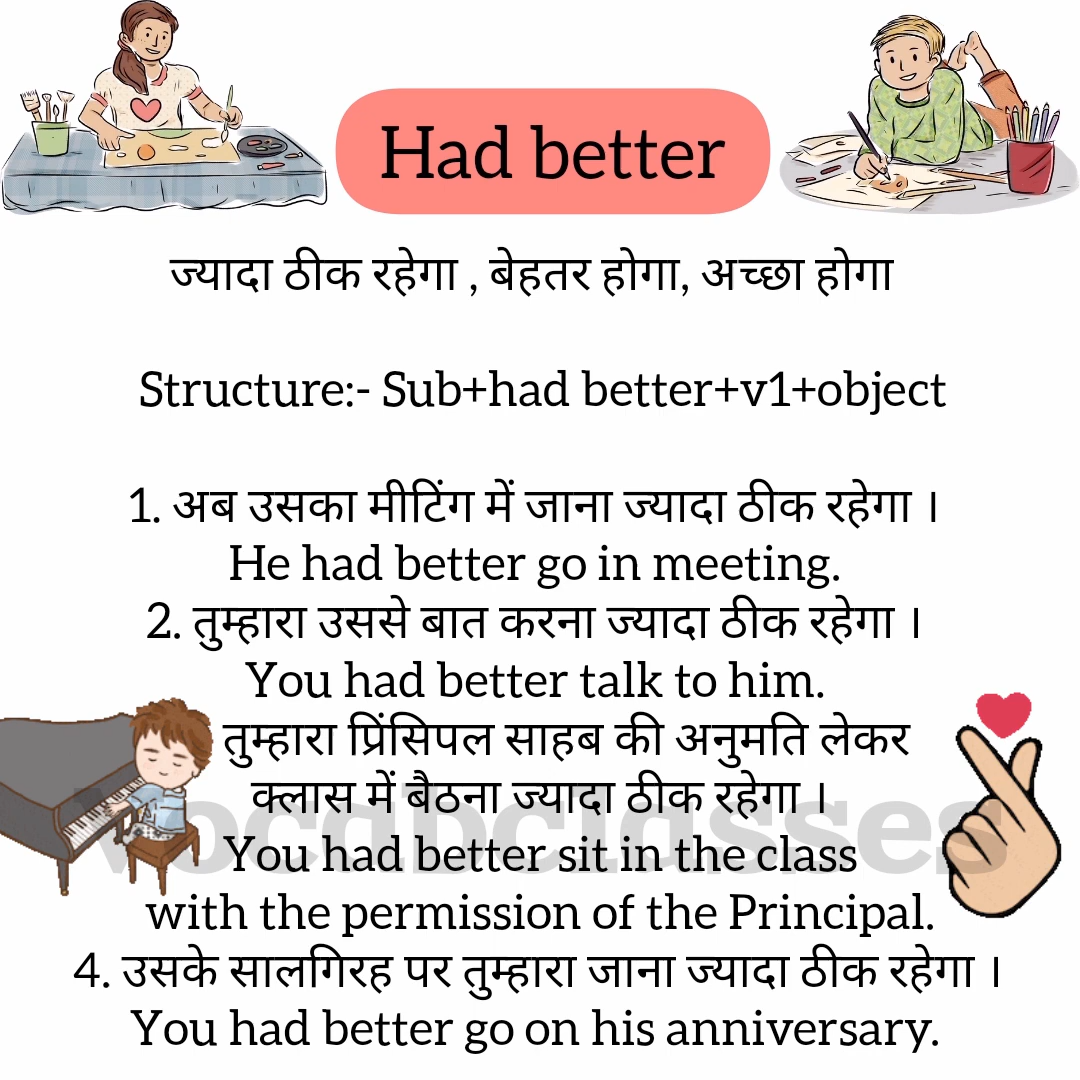 Had better
ज्यादा ठीक रहेगा , बेहतर होगा, अच्छा होगा
Structure:- Sub+had better+v1+object
1. अब उसका मीटिंग में जाना ज्यादा ठीक रहेगा ।
He had better go in meeting.
2. तुम्हारा उससे बात करना ज्यादा ठीक रहेगा ।
You had better talk to him.
तुम्हारा प्रिंसिपल साहब की अनुमति लेकर
क्लास में बैठना ज्यादा ठीक रहेगा ।
vocabclasses
You had better sit in the class
with the permission of the Principal.
4. उसके सालगिरह पर तुम्हारा जाना ज्यादा ठीक रहेगा ।
You had better go on his anniversary.